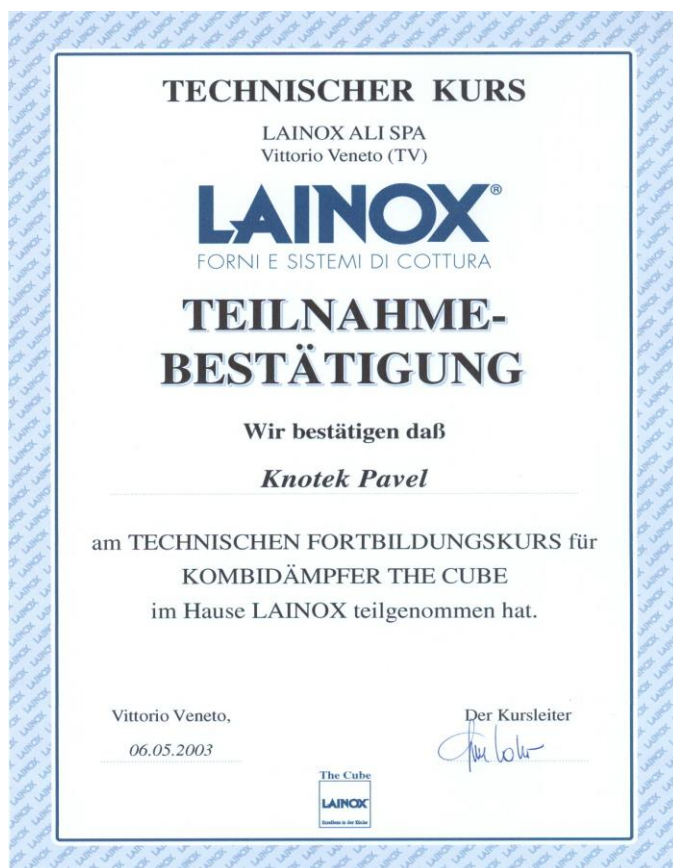 TECHNISCHER KURS
LAINOX ALI SPA
Vittorio Veneto (TV)
LAINOX®
FORNI E SISTEMI DI COTTURA
TEILNAHME-
BESTÄTIGUNG
Wir bestätigen daß
Knotek Pavel
am TECHNISCHEN FORTBILDUNGSKURS für
KOMBIDÄMPFER THE CUBE
im Hause LAINOX teilgenommen hat.
Vittorio Veneto,
Der Kursleiter
06.05.2003
The Cube
LAINOX